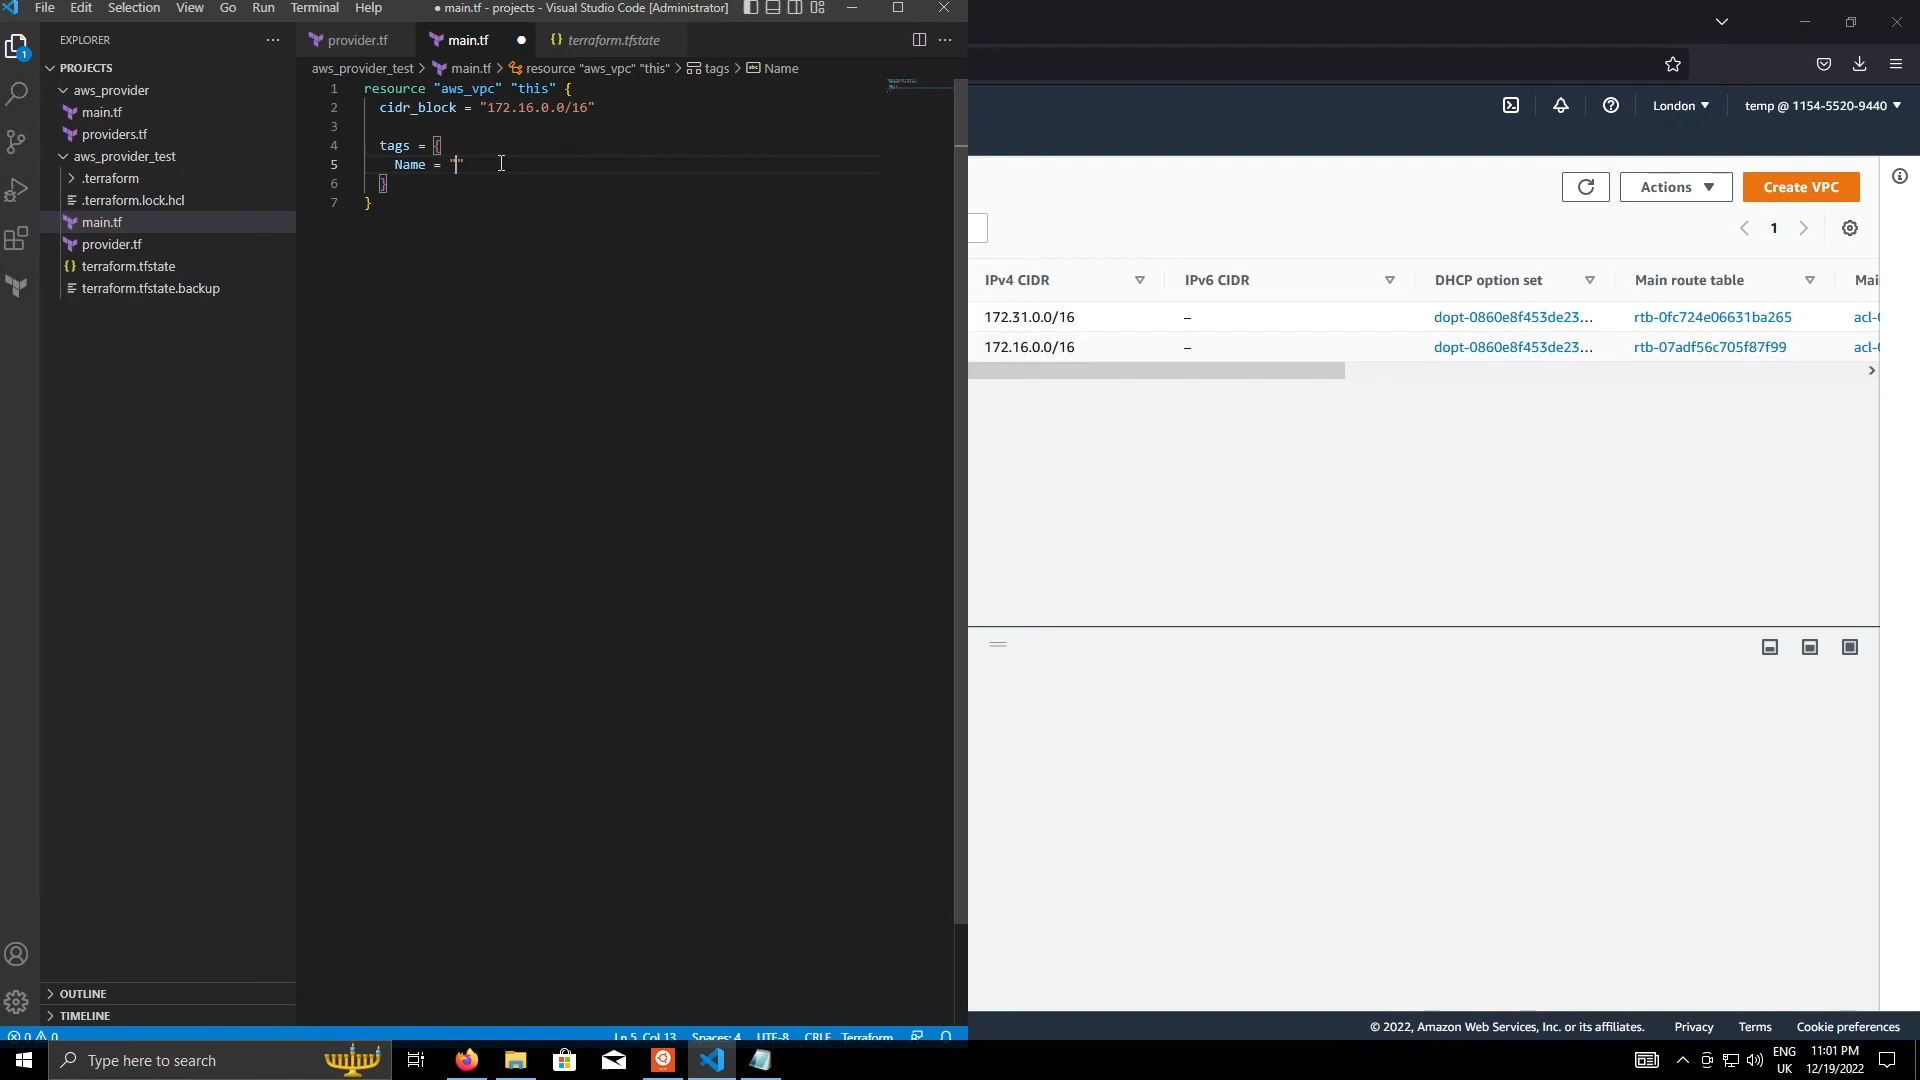 File Edit Selection View Go Run Terminal Help
● main.tf - projects - Visual Studio Code [Administrator]
EXPLORER
provider.tf
main.tf
terraform.tfstate
PROJECTS
aws_provider_test > main.tf > resource "aws_vpc" "this" > tags > Name
aws_provider
main.tf
providers.tf
aws_provider_test
.terraform
.terraform.lock.hcl
main.tf
provider.tf
terraform.tfstate
terraform.tfstate.backup
1 resource "aws_vpc" "this" {
2 cidr_block = "172.16.0.0/16"
3
4 tags = {
5 Name = ""
6 }
7 }
OUTLINE
TIMELINE
0 0
Ln 5, Col 13 Spaces: 4 UTF-8 CRLF Terraform
London
temp @ 1154-5520-9440
Actions
Create VPC
1
IPv4 CIDR IPv6 CIDR DHCP option set Main route table Mai
172.31.0.0/16 – dopt-0860e8f453de23... rtb-0fc724e06631ba265 acl-
172.16.0.0/16 – dopt-0860e8f453de23... rtb-07adf56c705f87f99 acl-
© 2022, Amazon Web Services, Inc. or its affiliates. Privacy Terms Cookie preferences
Type here to search
ENG
UK
11:01 PM
12/19/2022